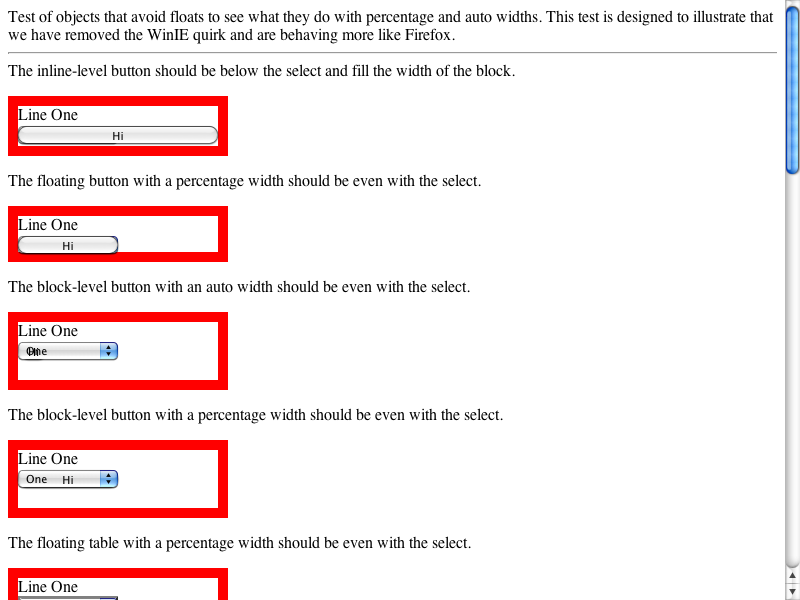 Test of objects that avoid floats to see what they do with percentage and auto widths. This test is designed to illustrate that
we have removed the WinIE quirk and are behaving more like Firefox.
The inline-level button should be below the select and fill the width of the block.
Line One
Hi
The floating button with a percentage width should be even with the select.
Line One
Hi
The block-level button with an auto width should be even with the select.
Line One
One
The block-level button with a percentage width should be even with the select.
Line One
One Hi
The floating table with a percentage width should be even with the select.
Line One